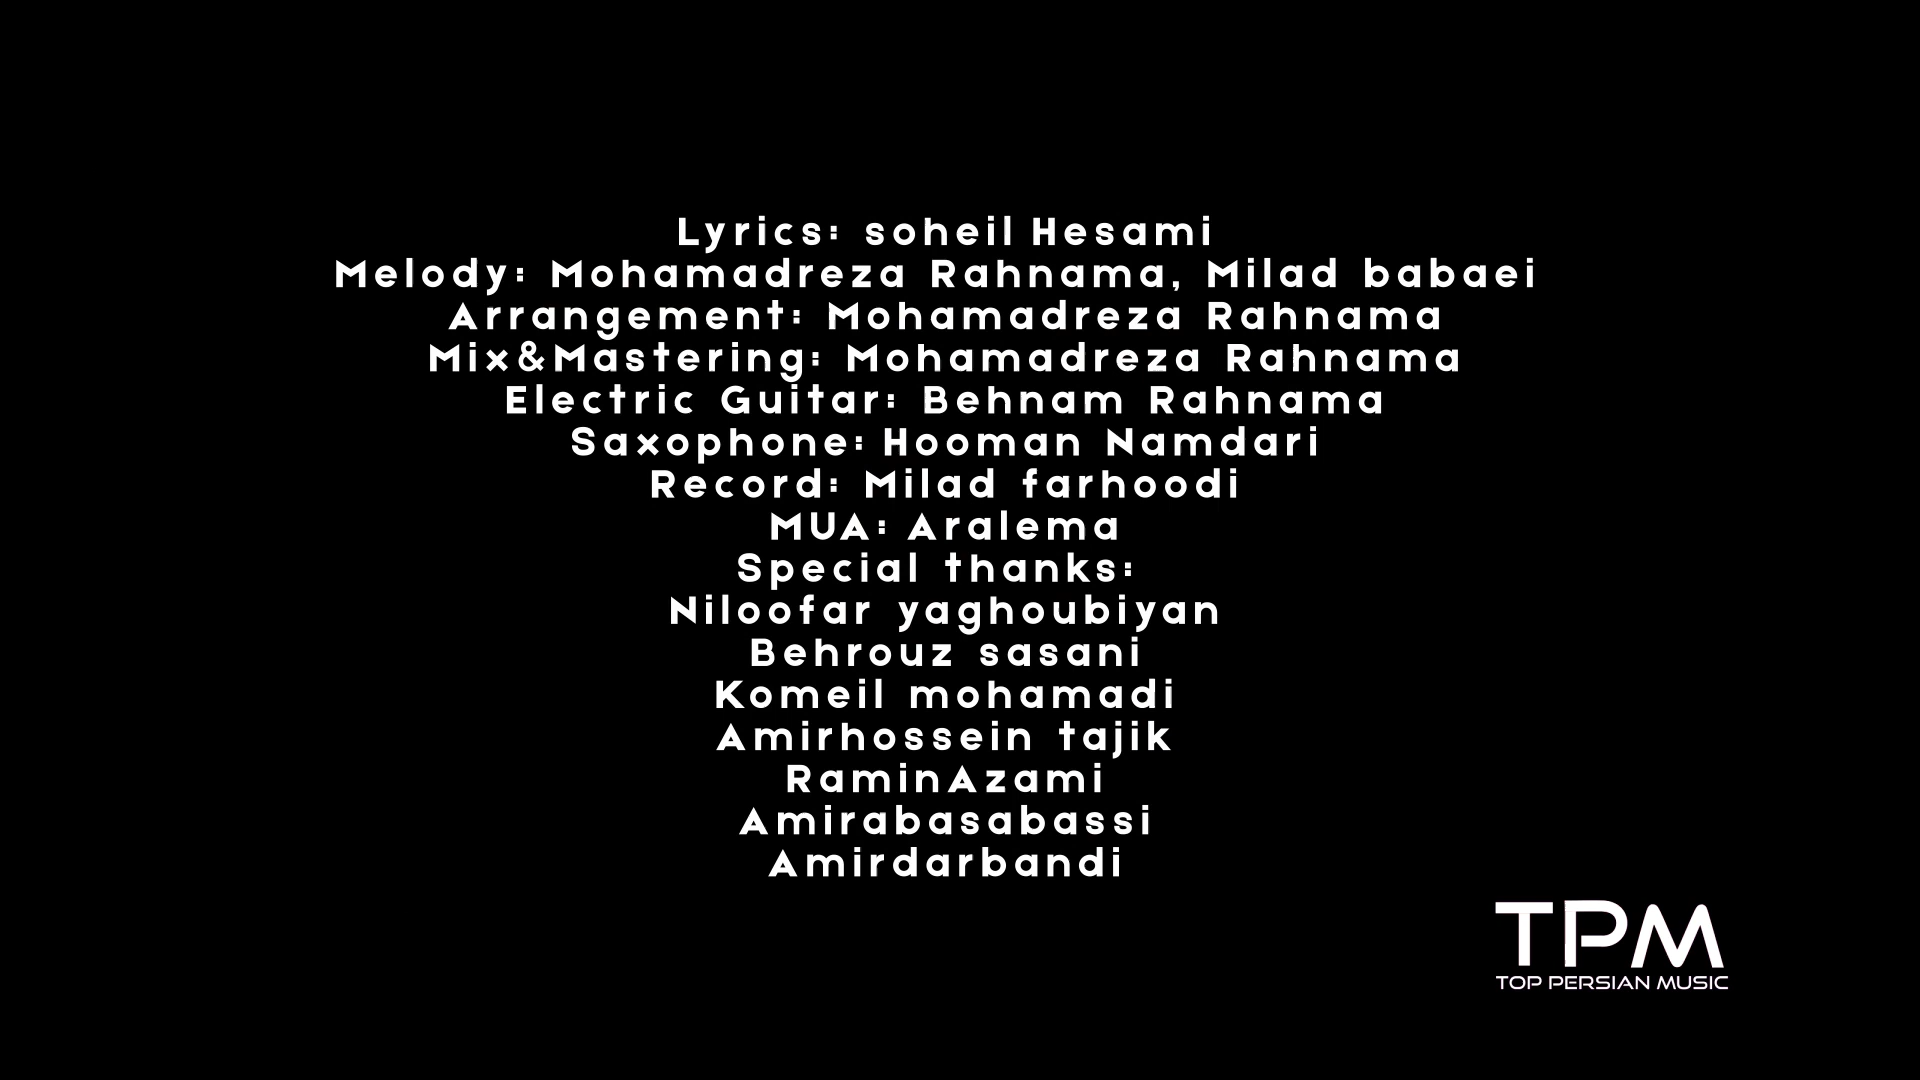 Lyrics: soheil Hesami
Melody: Mohamadreza Rahnama, Milad babaei
Arrangement: Mohamadreza Rahnama
Mix&Mastering: Mohamadreza Rahnama
Electric Guitar: Behnam Rahnama
Saxophone: Hooman Namdari
Record: Milad farhoodi
MUA: Aralema
Special thanks:
Niloofar yaghoubiyan
Behrouz sasani
Komeil mohamadi
Amirhossein tajik
RaminAzami
Amirabasabassi
Amirdarbandi
TPM
TOP PERSIAN MUSIC